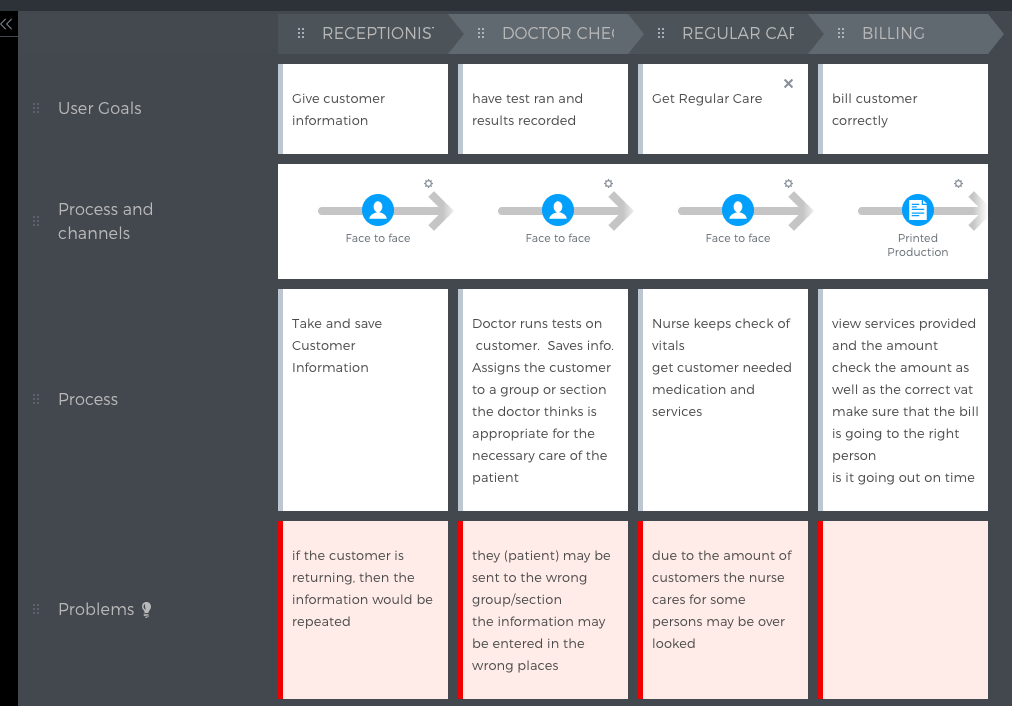 RECEPTIONIST
DOCTOR CHEC
REGULAR CAR
BILLING
User Goals
Give customer
information
have test ran and
results recorded
Get Regular Care
bill customer
correctly
Process and
channels
Face to face
Face to face
Face to face
Printed
Production
Process
Take and save
Customer
Information
Doctor runs tests on
customer.  Saves info.
Assigns the customer
to a group or section
the doctor thinks is
appropriate for the
necessary care of the
patient
Nurse keeps check of
vitals
get customer needed
medication and
services
view services provided
and the amount
check the amount as
well as the correct vat
make sure that the bill
is going to the right
person
is it going out on time
Problems
if the customer is
returning, then the
information would be
repeated
they (patient) may be
sent to the wrong
group/section
the information may
be entered in the
wrong places
due to the amount of
customers the nurse
cares for some
persons may be over
looked